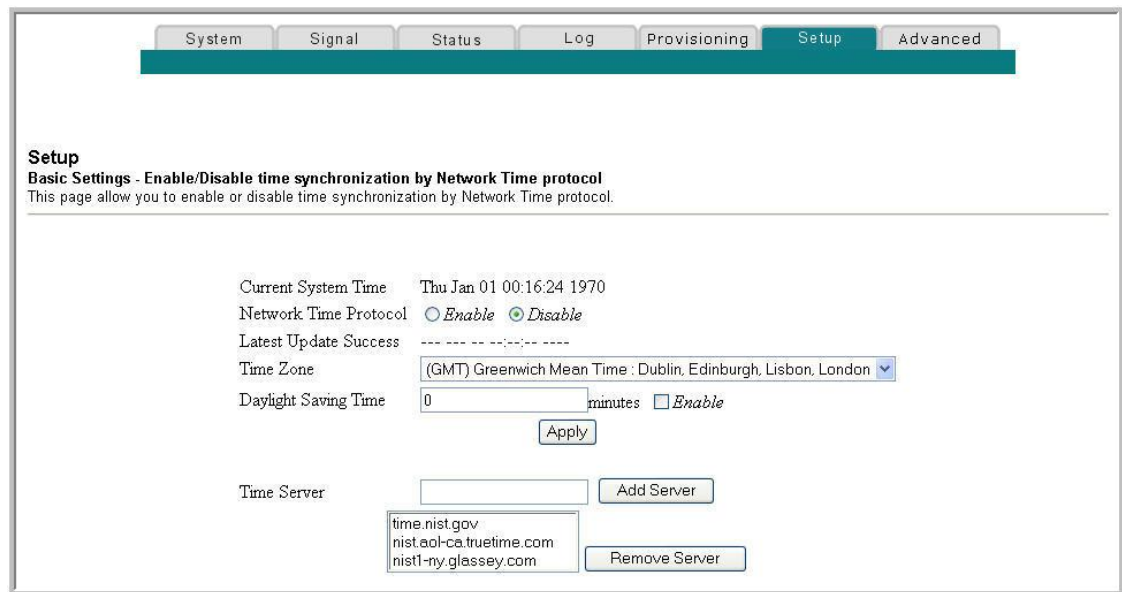 System Signal Status Log Provisioning Setup Advanced
Setup
Basic Settings - Enable/Disable time synchronization by Network Time protocol
This page allow you to enable or disable time synchronization by Network Time protocol.
Current System Time Thu Jan 01 00:16:24 1970
Network Time Protocol Enable Disable
Latest Update Success --- --- -- --:--:-- ----
Time Zone (GMT) Greenwich Mean Time : Dublin, Edinburgh, Lisbon, London
Daylight Saving Time 0 minutes Enable
Apply
Time Server Add Server
time.nist.gov
nist.aol-ca.truetime.com
nist1-ny.glassey.com Remove Server